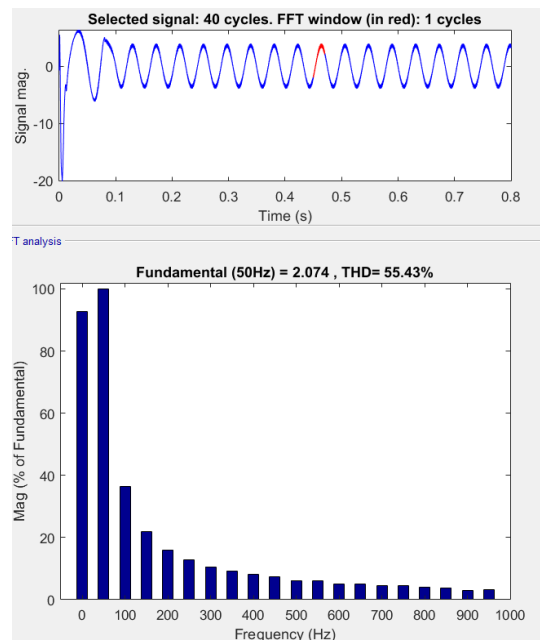 Selected signal: 40 cycles. FFT window (in red): 1 cycles
Signal mag.
0
-10
-20
0 0.1 0.2 0.3 0.4 0.5 0.6 0.7 0.8
Time (s)
FT analysis
Fundamental (50Hz) = 2.074 , THD= 55.43%
Mag (% of Fundamental)
100
80
60
40
20
0
0 100 200 300 400 500 600 700 800 900 1000
Frequency (Hz)